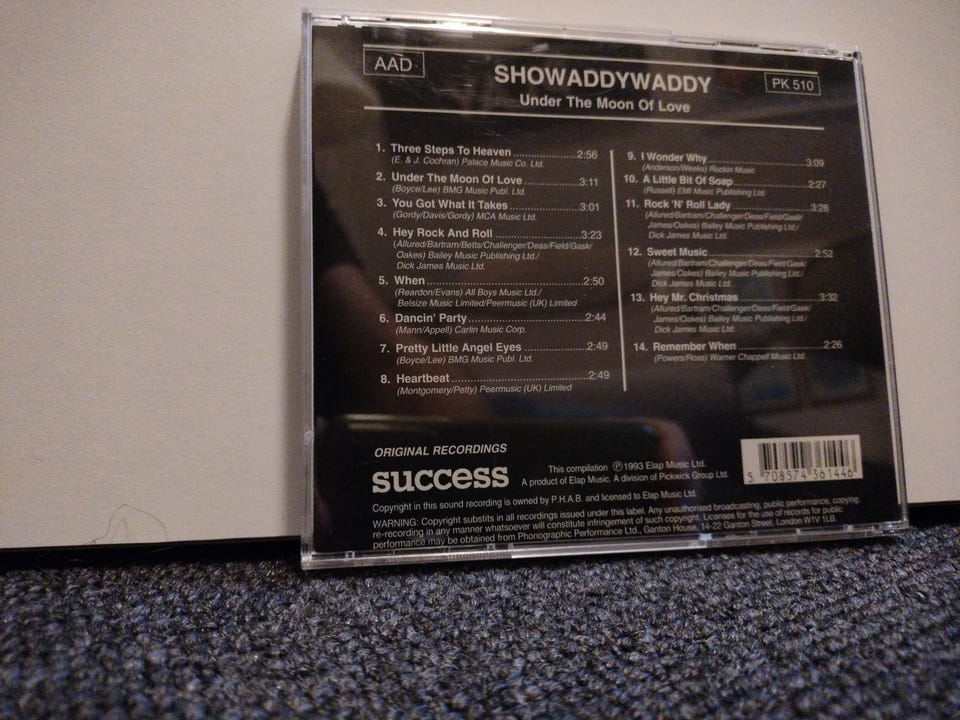 AAD
SHOWADDYWADDY
PK 510
Under The Moon Of Love
1. Three Steps To Heaven ..................2:56
(E. & J. Cochran) Palace Music Co. Ltd.
2. Under The Moon Of Love ................3:11
(Boyce/Lee) BMG Music Publ. Ltd.
3. You Got What It Takes ....................3:01
(Gordy/Davis/Gordy) MCA Music Ltd.
4. Hey Rock And Roll ........................3:23
(Allured/Bartram/Betts/Challenger/Deas/Field/Gask/
Oakes) Bailey Music Publishing Ltd./
Dick James Music Ltd.
5. When ............................................2:50
(Reardon/Evans) All Boys Music Ltd./
Belsize Music Limited/Peermusic (UK) Limited
6. Dancin' Party ................................2:44
(Mann/Appell) Carlin Music Corp.
7. Pretty Little Angel Eyes ..................2:49
(Boyce/Lee) BMG Music Publ. Ltd.
8. Heartbeat ......................................2:49
(Montgomery/Petty) Peermusic (UK) Limited
9. I Wonder Why ..............................3:09
(Anderson/Weeks) Rockin Music
10. A Little Bit Of Soap ......................2:27
(Russell) EMI Music Publishing Ltd.
11. Rock 'N' Roll Lady ........................3:28
(Allured/Bartram/Challenger/Deas/Field/Gask/
James/Oakes) Bailey Music Publishing Ltd./
Dick James Music Ltd.
12. Sweet Music ................................2:52
(Allured/Bartram/Challenger/Deas/Field/Gask/
James/Oakes) Bailey Music Publishing Ltd./
Dick James Music Ltd.
13. Hey Mr. Christmas ........................3:32
(Allured/Bartram/Challenger/Deas/Field/Gask/
James/Oakes) Bailey Music Publishing Ltd./
Dick James Music Ltd.
14. Remember When ..........................2:26
(Powers/Ross) Warner Chappell Music Ltd.
ORIGINAL RECORDINGS
success
This compilation ℗ 1993 Elap Music Ltd.
A product of Elap Music. A division of Pickwick Group Ltd.
5 708574 361446
Copyright in this sound recording is owned by P.H.A.B. and licensed to Elap Music Ltd.
WARNING: Copyright substits in all recordings issued under this label. Any unauthorised broadcasting, public performance, copying,
re-recording in any manner whatsoever will constitute infringement of such copyright. Licenses for the use of records for public
performance may be obtained from Phonographic Performance Ltd., Ganton House, 14-22 Ganton Street, London W1V 1LB.